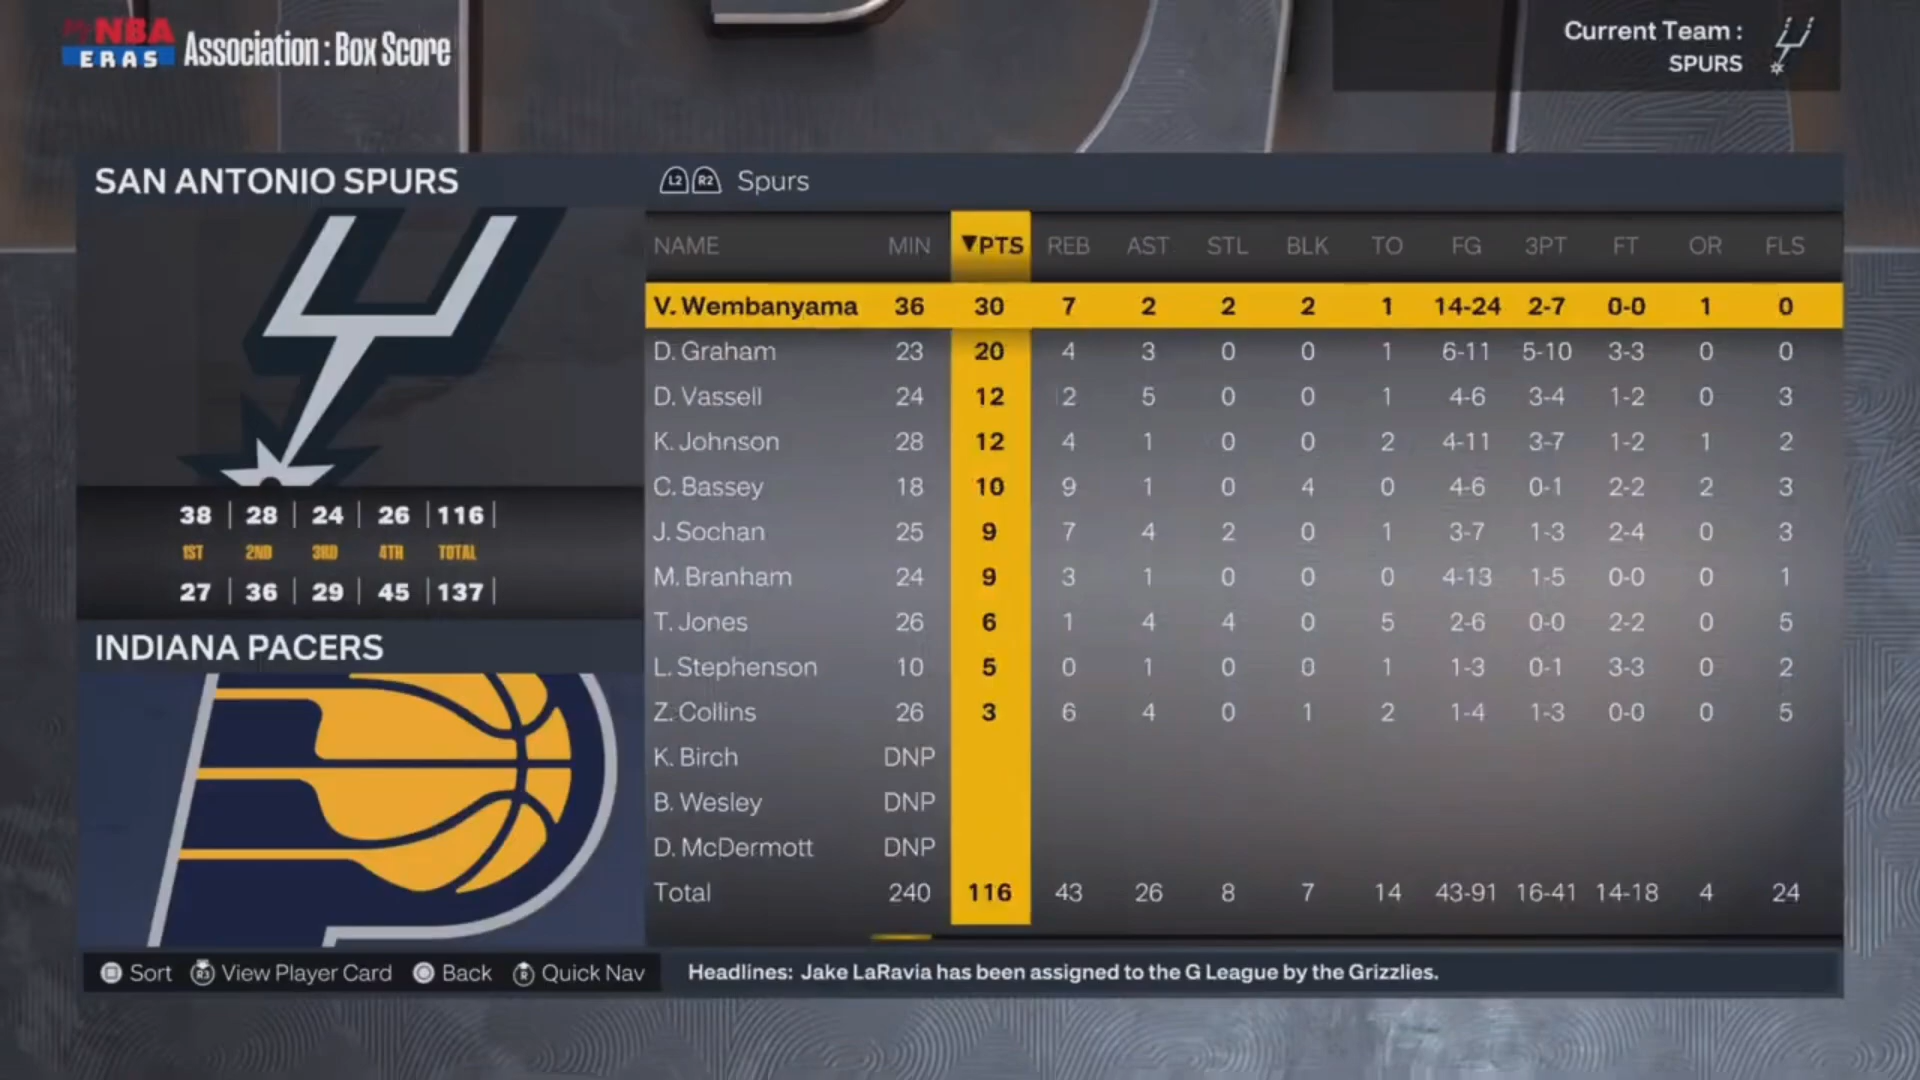 MyNBA ERAS Association : Box Score
Current Team :
SPURS
SAN ANTONIO SPURS
38 | 28 | 24 | 26 | 116 |
1ST 2ND 3RD 4TH TOTAL
27 | 36 | 29 | 45 | 137 |
INDIANA PACERS
L2 R2 Spurs
NAME MIN ▼PTS REB AST STL BLK TO FG 3PT FT OR FLS
V. Wembanyama 36 30 7 2 2 2 1 14-24 2-7 0-0 1 0
D. Graham 23 20 4 3 0 0 1 6-11 5-10 3-3 0 0
D. Vassell 24 12 2 5 0 0 1 4-6 3-4 1-2 0 3
K. Johnson 28 12 4 1 0 0 2 4-11 3-7 1-2 1 2
C. Bassey 18 10 9 1 0 4 0 4-6 0-1 2-2 2 3
J. Sochan 25 9 7 4 2 0 1 3-7 1-3 2-4 0 3
M. Branham 24 9 3 1 0 0 0 4-13 1-5 0-0 0 1
T. Jones 26 6 1 4 4 0 5 2-6 0-0 2-2 0 5
L. Stephenson 10 5 0 1 0 0 1 1-3 0-1 3-3 0 2
Z. Collins 26 3 6 4 0 1 2 1-4 1-3 0-0 0 5
K. Birch DNP
B. Wesley DNP
D. McDermott DNP
Total 240 116 43 26 8 7 14 43-91 16-41 14-18 4 24
Sort R3 View Player Card Back R Quick Nav
Headlines: Jake LaRavia has been assigned to the G League by the Grizzlies.